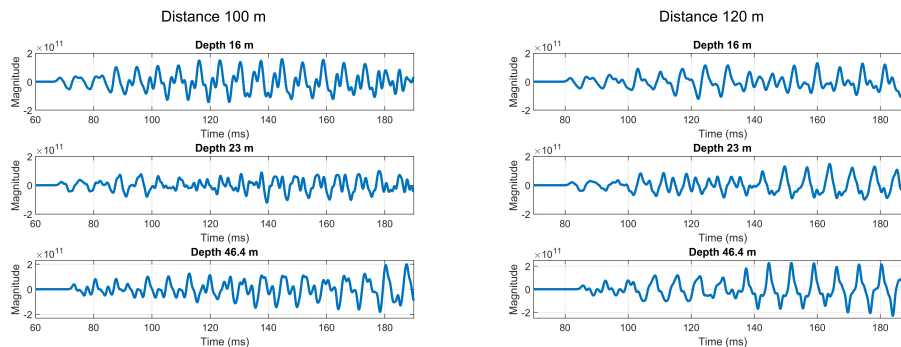 Distance 100 m
Depth 16 m
×10^11
2
0
-2
Magnitude
60 80 100 120 140 160 180
Time (ms)
Depth 23 m
×10^11
2
0
-2
Magnitude
60 80 100 120 140 160 180
Time (ms)
Depth 46.4 m
×10^11
2
0
-2
Magnitude
60 80 100 120 140 160 180
Time (ms)
Distance 120 m
Depth 16 m
×10^11
2
0
-2
Magnitude
80 100 120 140 160 180
Time (ms)
Depth 23 m
×10^11
2
0
-2
Magnitude
80 100 120 140 160 180
Time (ms)
Depth 46.4 m
×10^11
2
0
-2
Magnitude
80 100 120 140 160 180
Time (ms)